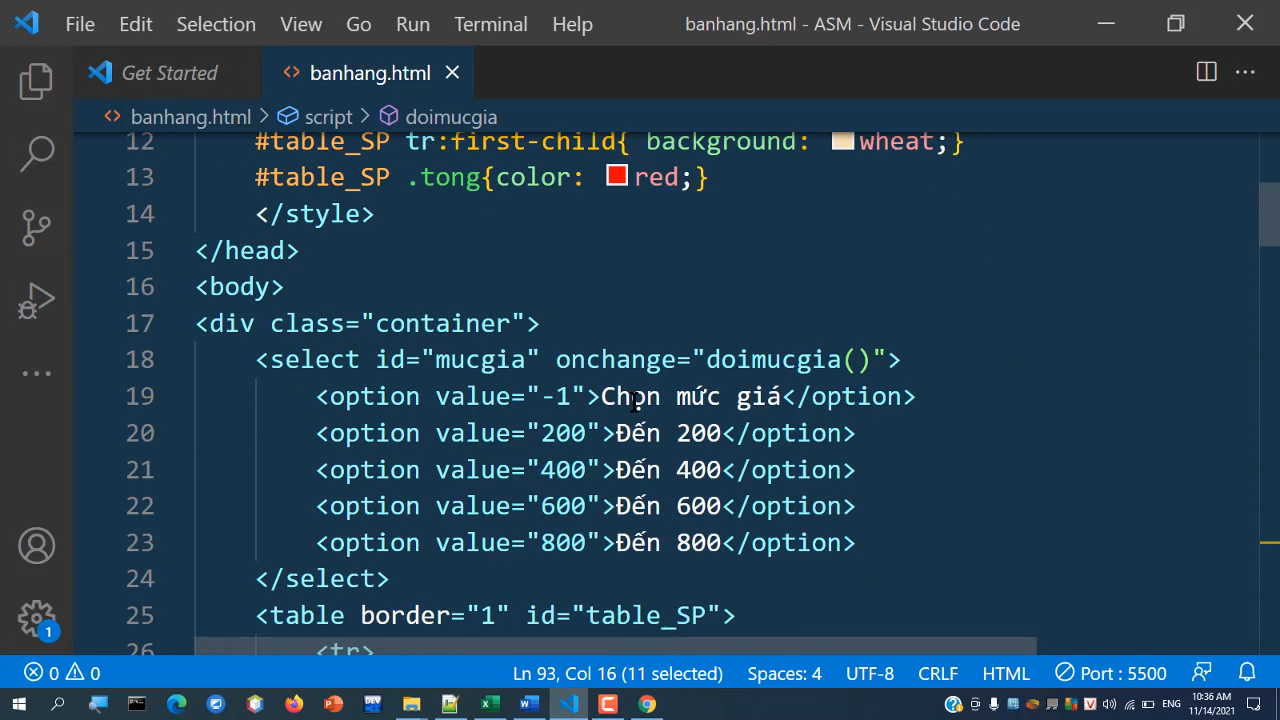 File Edit Selection View Go Run Terminal Help banhang.html - ASM - Visual Studio Code
Get Started banhang.html
banhang.html > script > doimucgia
12 #table_SP tr:first-child{ background: wheat;}
13 #table_SP .tong{color: red;}
14 </style>
15 </head>
16 <body>
17 <div class="container">
18 <select id="mucgia" onchange="doimucgia()">
19 <option value="-1">Chọn mức giá</option>
20 <option value="200">Đến 200</option>
21 <option value="400">Đến 400</option>
22 <option value="600">Đến 600</option>
23 <option value="800">Đến 800</option>
24 </select>
25 <table border="1" id="table_SP">
26 <tr>
1
0 0 Ln 93, Col 16 (11 selected) Spaces: 4 UTF-8 CRLF HTML Port : 5500
10:36 AM
11/14/2021